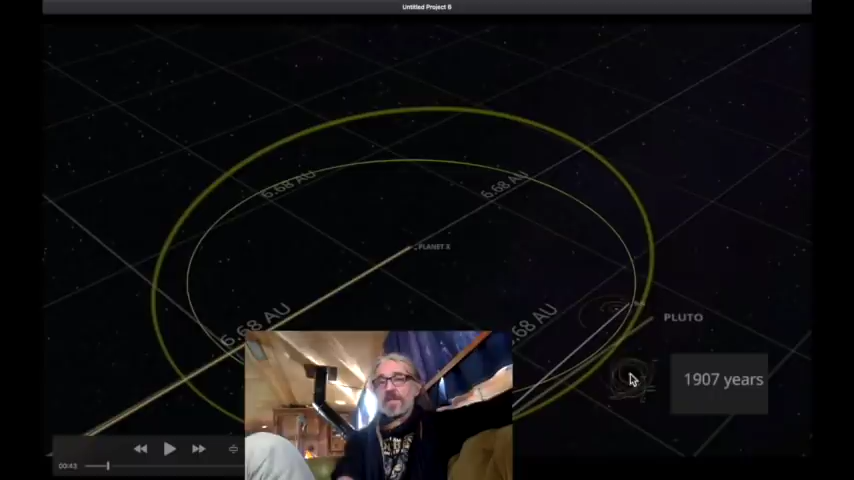 Untitled Project 6
6.68 AU
6.68 AU
PLANET X
6.68 AU
.68 AU
PLUTO
1907 years
00:43